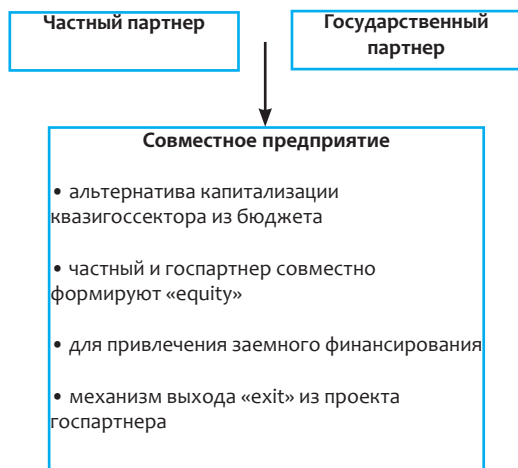 Частный партнер
Государственный
партнер
Совместное предприятие
• альтернатива капитализации
квазигоссектора из бюджета
• частный и госпартнер совместно
формируют «equity»
• для привлечения заемного финансирования
• механизм выхода «exit» из проекта
госпартнера